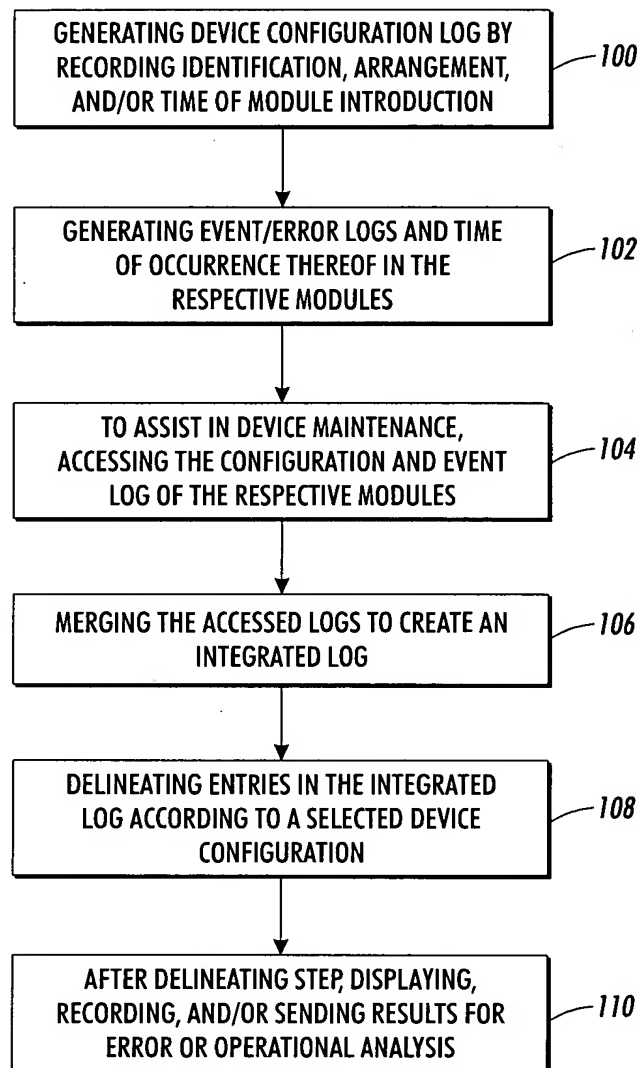 GENERATING DEVICE CONFIGURATION LOG BY
RECORDING IDENTIFICATION, ARRANGEMENT,
AND/OR TIME OF MODULE INTRODUCTION
100
GENERATING EVENT/ERROR LOGS AND TIME
OF OCCURRENCE THEREOF IN THE
RESPECTIVE MODULES
102
TO ASSIST IN DEVICE MAINTENANCE,
ACCESSING THE CONFIGURATION AND EVENT
LOG OF THE RESPECTIVE MODULES
104
MERGING THE ACCESSED LOGS TO CREATE AN
INTEGRATED LOG
106
DELINEATING ENTRIES IN THE INTEGRATED
LOG ACCORDING TO A SELECTED DEVICE
CONFIGURATION
108
AFTER DELINEATING STEP, DISPLAYING,
RECORDING, AND/OR SENDING RESULTS FOR
ERROR OR OPERATIONAL ANALYSIS
110